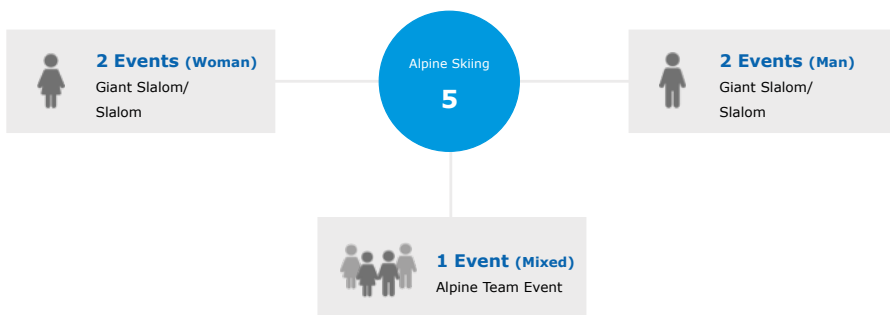 2 Events (Woman)
Giant Slalom/
Slalom
Alpine Skiing
5
2 Events (Man)
Giant Slalom/
Slalom
1 Event (Mixed)
Alpine Team Event